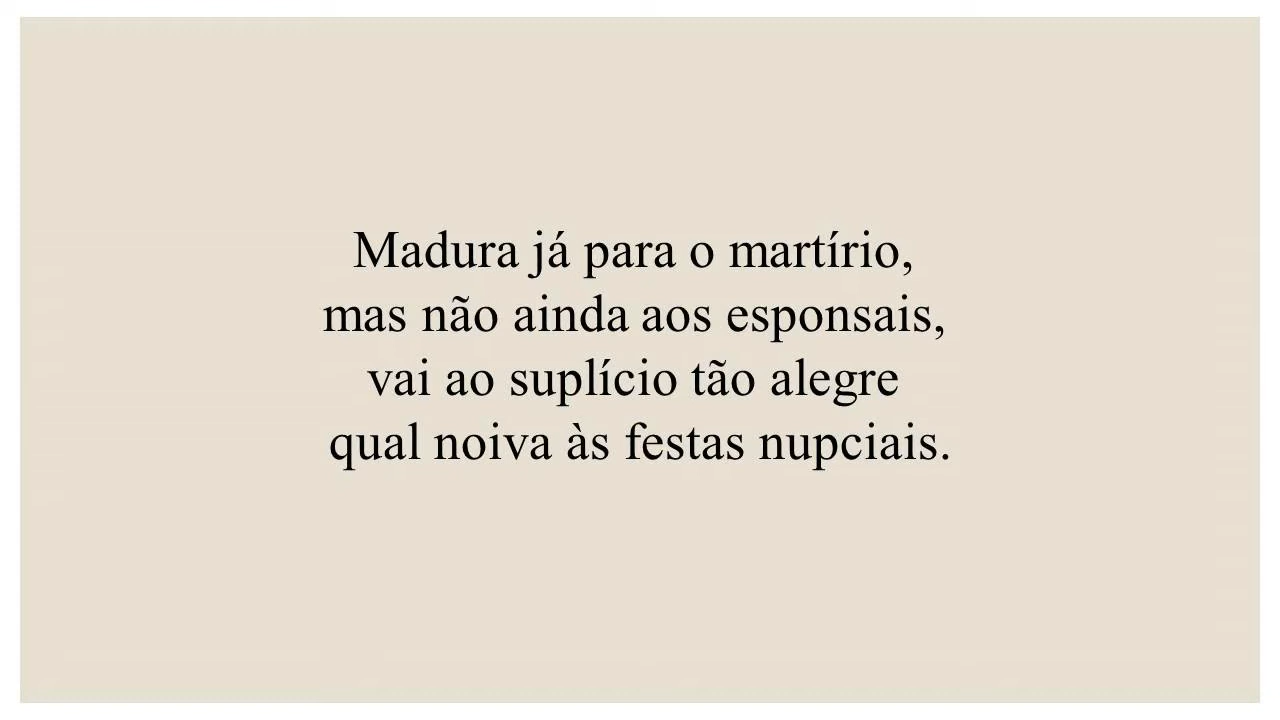 Madura já para o martírio,
mas não ainda aos esponsais,
vai ao suplício tão alegre
qual noiva às festas nupciais.